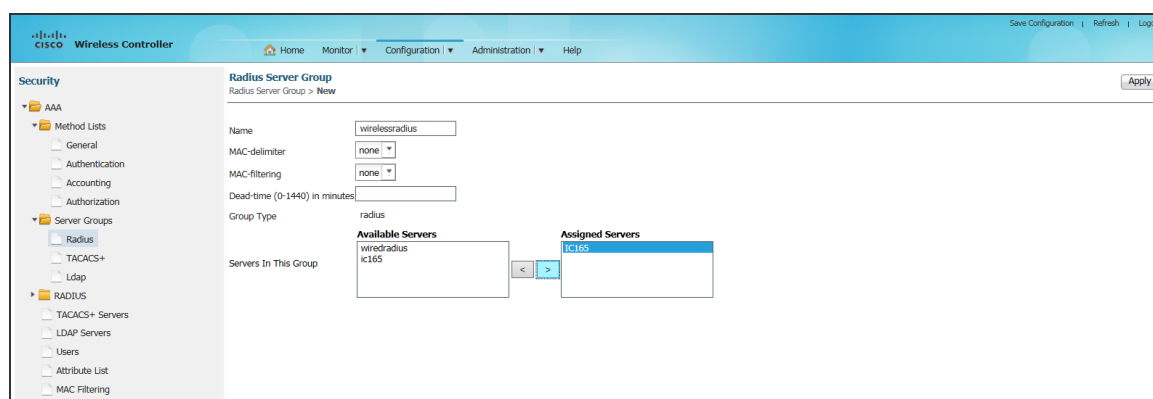 Save Configuration | Refresh | Logo
CISCO Wireless Controller
Home Monitor Configuration Administration Help
Security
Radius Server Group
Radius Server Group > New
Apply
AAA
Method Lists
General
Authentication
Accounting
Authorization
Server Groups
Radius
TACACS+
Ldap
RADIUS
TACACS+ Servers
LDAP Servers
Users
Attribute List
MAC Filtering
Name wirelessradius
MAC-delimiter none
MAC-filtering none
Dead-time (0-1440) in minutes
Group Type radius
Available Servers Assigned Servers
Servers In This Group
wiredradius
ic165
< >
IC165